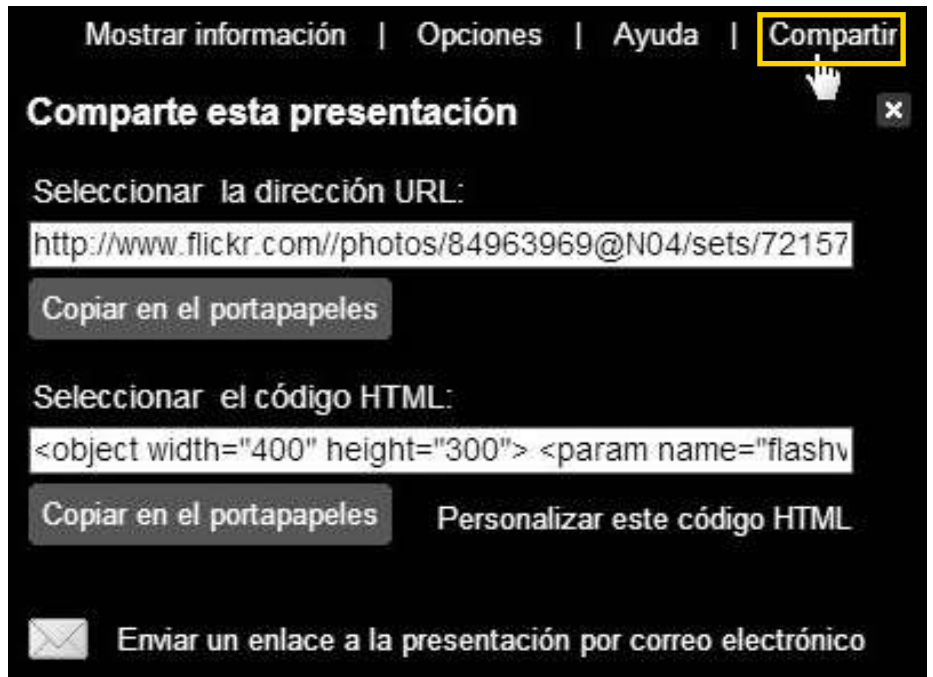 Mostrar información | Opciones | Ayuda | Compartir
Comparte esta presentación
Seleccionar la dirección URL:
http://www.flickr.com//photos/84963969@N04/sets/72157
Copiar en el portapapeles
Seleccionar el código HTML:
<object width="400" height="300"> <param name="flashv
Copiar en el portapapeles Personalizar este código HTML
Enviar un enlace a la presentación por correo electrónico